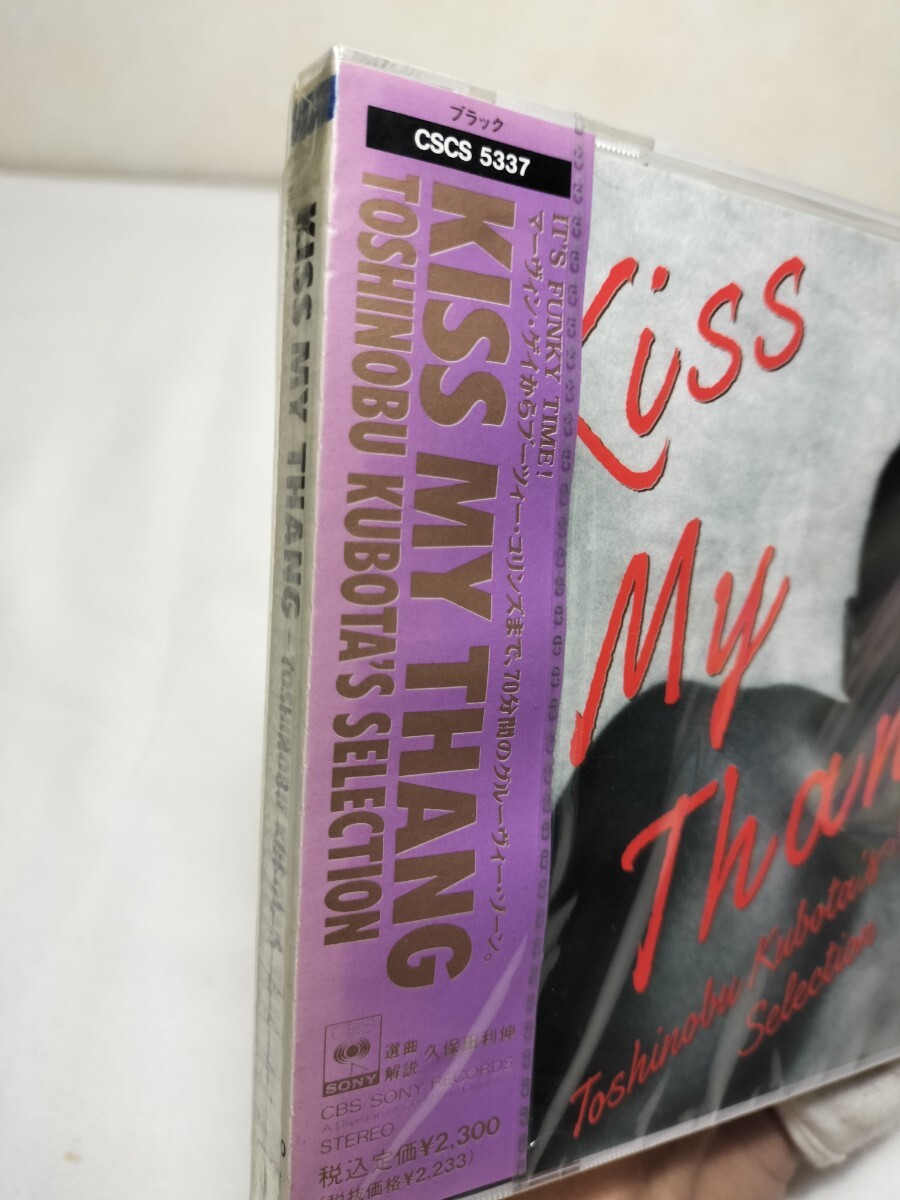 ブラック
CSCS 5337
IT'S FUNKY TIME!
マーヴィン・ゲイからブーツィー・コリンズまで、70分間のグルーヴィー・ゾーン。
KISS MY THANG
TOSHINOBU KUBOTA'S SELECTION
CBS
SONY
選曲
解説
久保田利伸
CBS/SONY RECORDS
STEREO
税込定価¥2,300
(税抜価格¥2,233)
KISS MY THANG
Kiss
My
Than
Toshinobu Kubota's
Selection